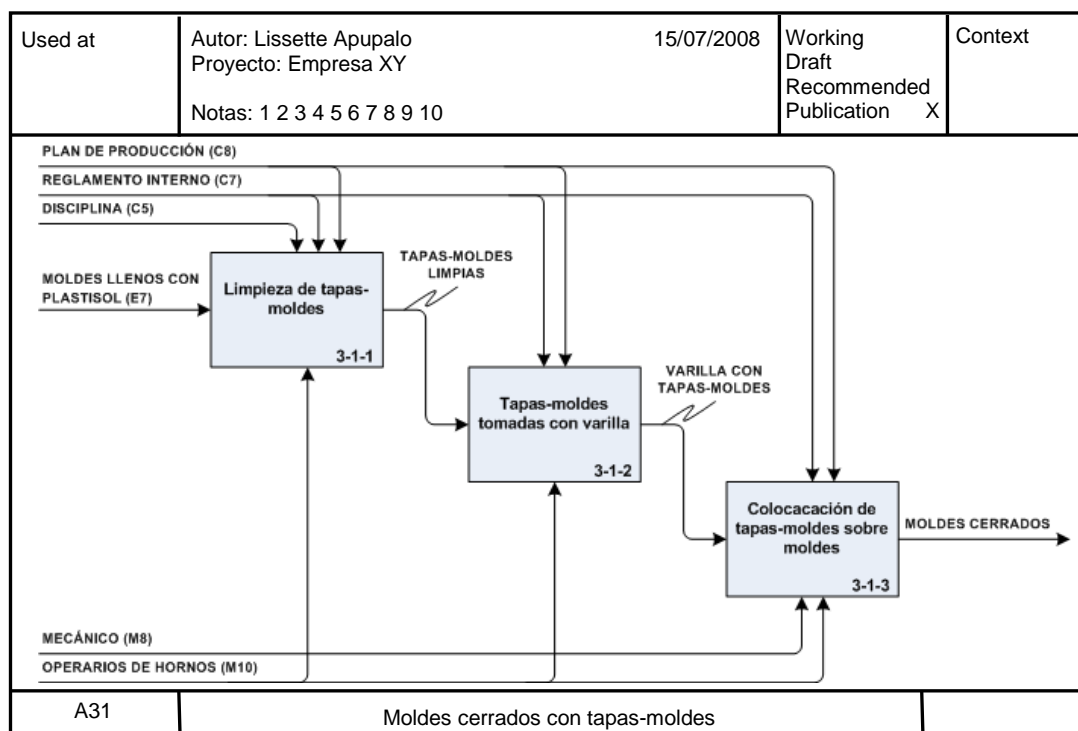 Used at
Autor: Lissette Apupalo 15/07/2008
Proyecto: Empresa XY
Notas: 1 2 3 4 5 6 7 8 9 10
Working
Draft
Recommended
Publication X
Context
PLAN DE PRODUCCIÓN (C8)
REGLAMENTO INTERNO (C7)
DISCIPLINA (C5)
MOLDES LLENOS CON
PLASTISOL (E7)
Limpieza de tapas-
moldes
3-1-1
TAPAS-MOLDES
LIMPIAS
Tapas-moldes
tomadas con varilla
3-1-2
VARILLA CON
TAPAS-MOLDES
Colocacación de
tapas-moldes sobre
moldes
3-1-3
MOLDES CERRADOS
MECÁNICO (M8)
OPERARIOS DE HORNOS (M10)
A31
Moldes cerrados con tapas-moldes